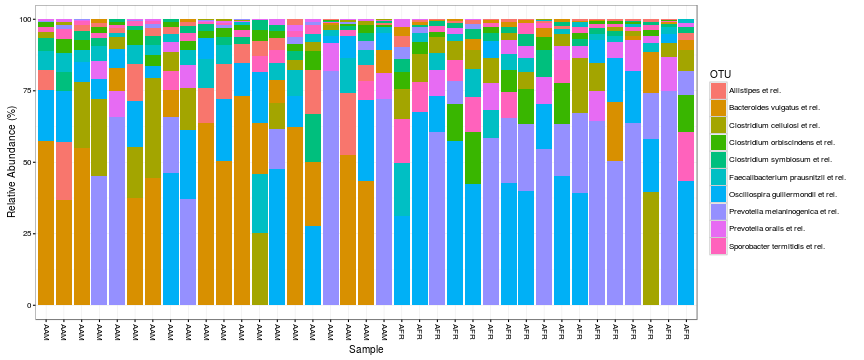 Relative Abundance (%)
100
75
50
25
0
AAM AAM AAM AAM AAM AAM AAM AAM AAM AAM AAM AAM AAM AAM AAM AAM AAM AAM AAM AAM AFR AFR AFR AFR AFR AFR AFR AFR AFR AFR AFR AFR AFR AFR AFR AFR AFR
Sample
OTU
Allistipes et rel.
Bacteroides vulgatus et rel.
Clostridium cellulosi et rel.
Clostridium orbiscindens et rel.
Clostridium symbiosum et rel.
Faecalibacterium prausnitzii et rel.
Oscillospira guillermondii et rel.
Prevotella melaninogenica et rel.
Prevotella oralis et rel.
Sporobacter termitidis et rel.